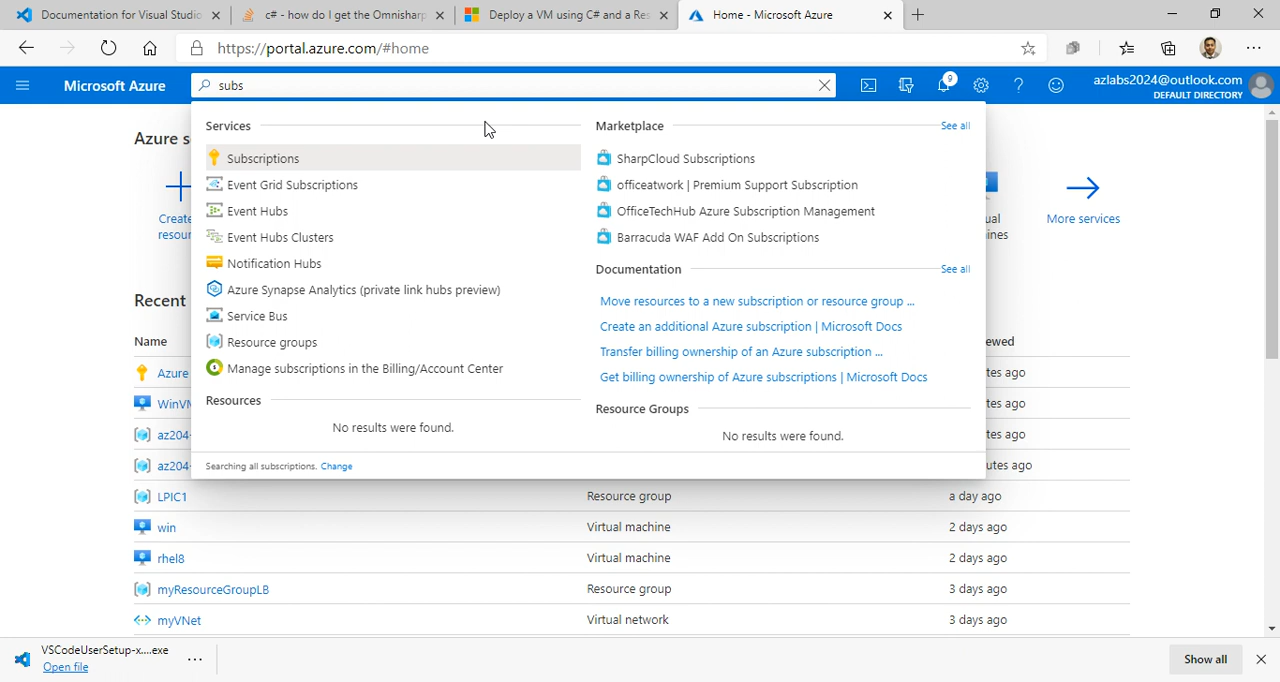 Documentation for Visual Studio
c# - how do I get the Omnisharp
Deploy a VM using C# and a Res
Home - Microsoft Azure
https://portal.azure.com/#home
Microsoft Azure
subs
9
azlabs2024@outlook.com
DEFAULT DIRECTORY
Azure s
Services
Subscriptions
Event Grid Subscriptions
Event Hubs
Event Hubs Clusters
Notification Hubs
Azure Synapse Analytics (private link hubs preview)
Service Bus
Resource groups
Manage subscriptions in the Billing/Account Center
Resources
No results were found.
Searching all subscriptions. Change
Marketplace
See all
SharpCloud Subscriptions
officeatwork | Premium Support Subscription
OfficeTechHub Azure Subscription Management
Barracuda WAF Add On Subscriptions
Documentation
See all
Move resources to a new subscription or resource group ...
Create an additional Azure subscription | Microsoft Docs
Transfer billing ownership of an Azure subscription ...
Get billing ownership of Azure subscriptions | Microsoft Docs
Resource Groups
No results were found.
Create
resour
ual
ines
More services
Recent
Name
ewed
Azure
tes ago
WinVM
tes ago
az204-
tes ago
az204-
utes ago
LPIC1
Resource group
a day ago
win
Virtual machine
2 days ago
rhel8
Virtual machine
2 days ago
myResourceGroupLB
Resource group
3 days ago
myVNet
Virtual network
3 days ago
VSCodeUserSetup-x....exe
Open file
Show all